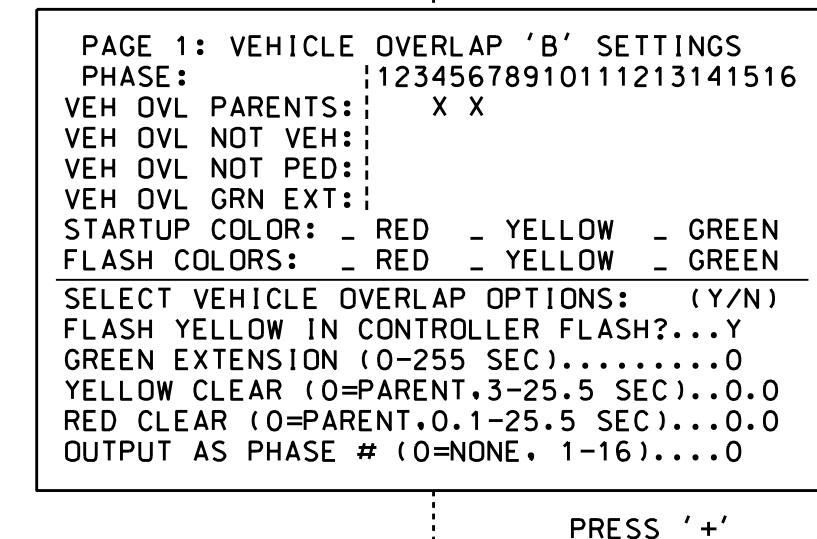 PAGE 1: VEHICLE OVERLAP 'B' SETTINGS
PHASE: 12345678910111213141516
VEH OVL PARENTS: X X
VEH OVL NOT VEH:
VEH OVL NOT PED:
VEH OVL GRN EXT:
STARTUP COLOR: _ RED _ YELLOW _ GREEN
FLASH COLORS: _ RED _ YELLOW _ GREEN
SELECT VEHICLE OVERLAP OPTIONS: (Y/N)
FLASH YELLOW IN CONTROLLER FLASH?...Y
GREEN EXTENSION (0-255 SEC).........0
YELLOW CLEAR (0=PARENT,3-25.5 SEC)..0.0
RED CLEAR (0=PARENT,0.1-25.5 SEC)...0.0
OUTPUT AS PHASE # (0=NONE, 1-16)....0
PRESS '+'